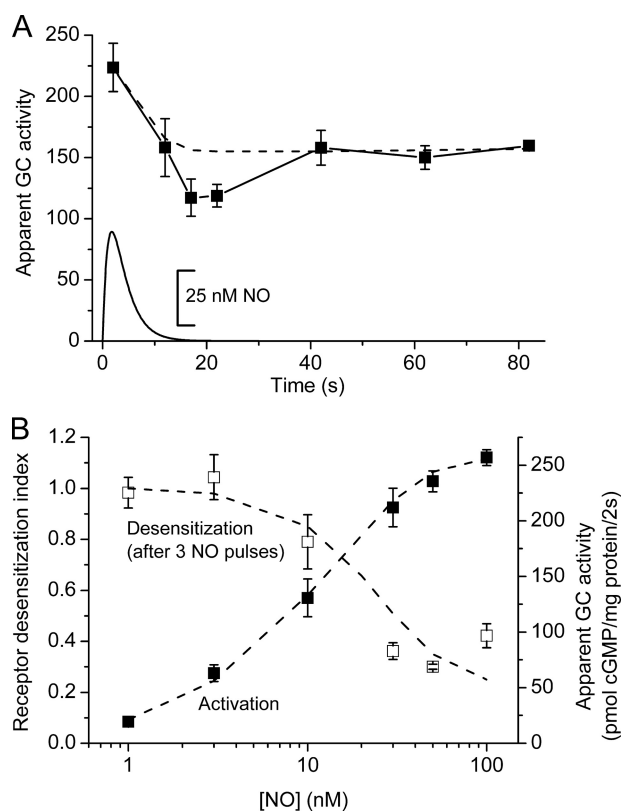 A
Apparent GC activity
250
200
150
100
50
0
25 nM NO
0
20
40
60
80
Time (s)
B
Receptor desensitization index
1.2
1.0
0.8
0.6
0.4
0.2
0.0
Desensitization
(after 3 NO pulses)
Activation
250
200
150
100
50
0
Apparent GC activity
(pmol cGMP/mg protein/2s)
1
10
100
[NO] (nM)